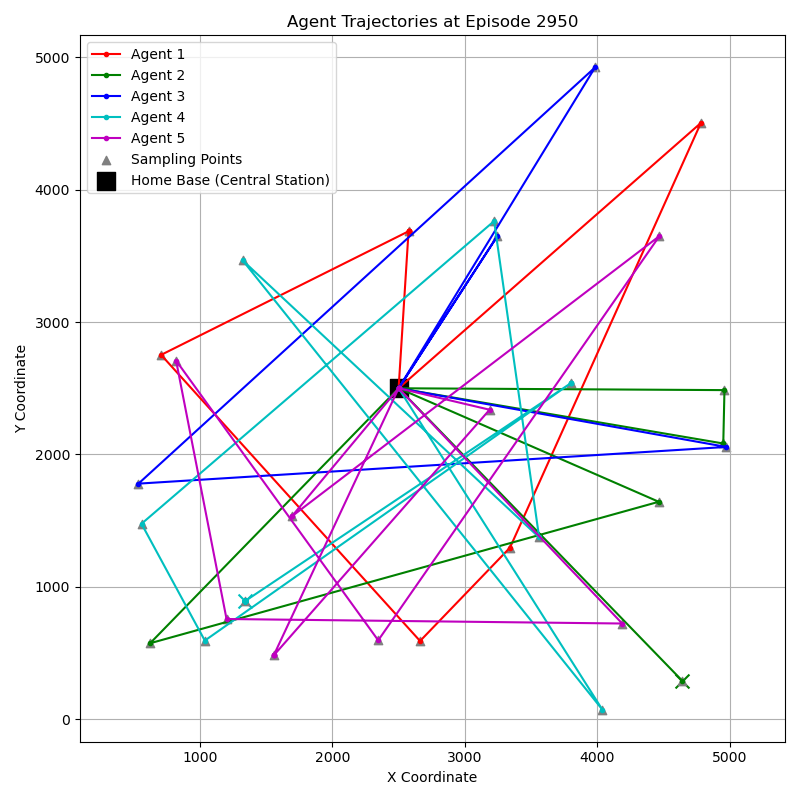 Agent Trajectories at Episode 2950
Agent 1
Agent 2
Agent 3
Agent 4
Agent 5
Sampling Points
Home Base (Central Station)
5000
4000
3000
2000
1000
0
Y Coordinate
1000 2000 3000 4000 5000
X Coordinate